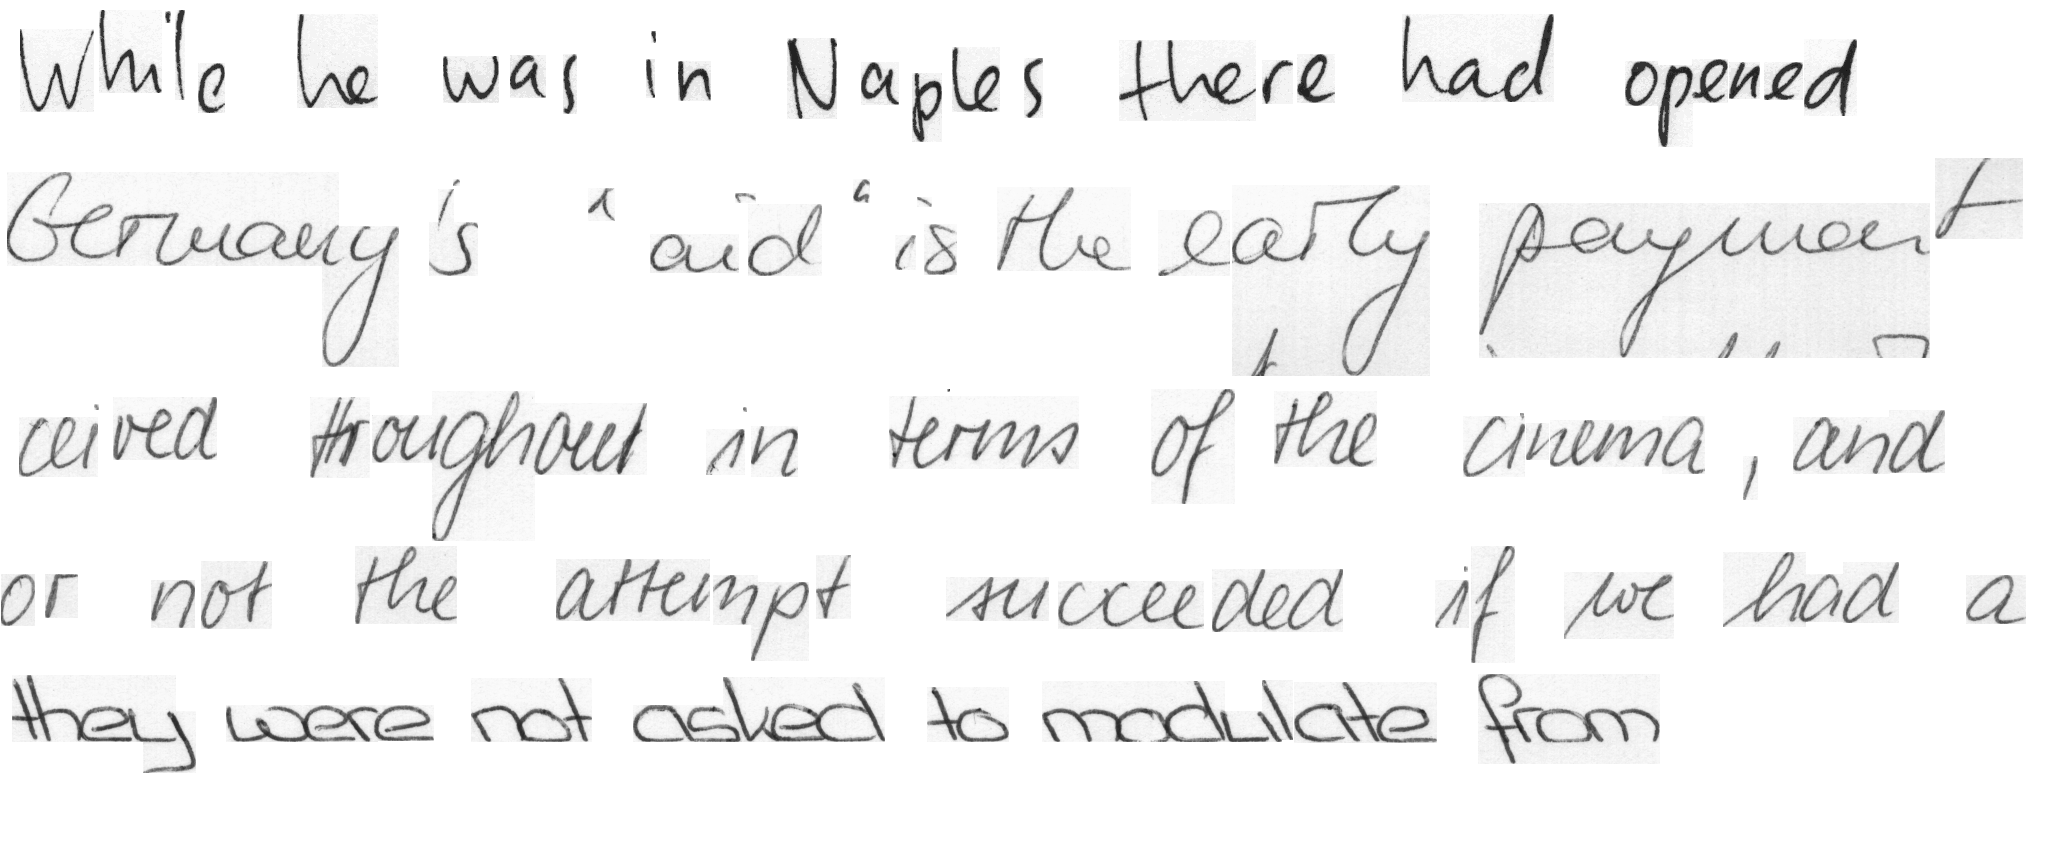 While he was in Naples there had opened
Germany's "aid" is the early payment
ceived throughout in terms of the cinema, and
or not the attempt succeeded if we had a
they were not asked to modulate from